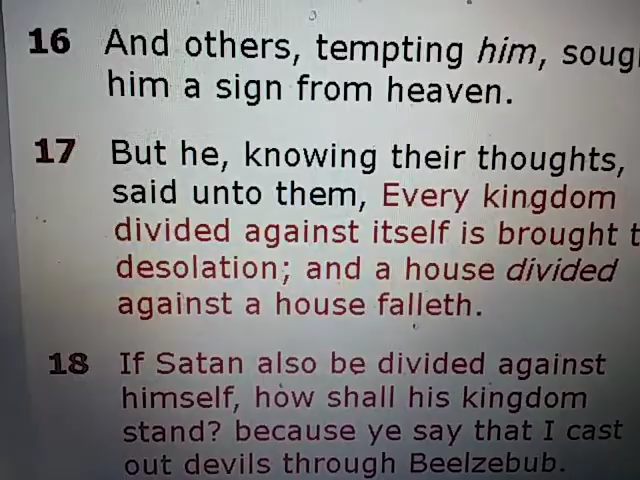 16 And others, tempting him, soug
him a sign from heaven.
17 But he, knowing their thoughts,
said unto them, Every kingdom
divided against itself is brought t
desolation; and a house divided
against a house falleth.
18 If Satan also be divided against
himself, how shall his kingdom
stand? because ye say that I cast
out devils through Beelzebub.